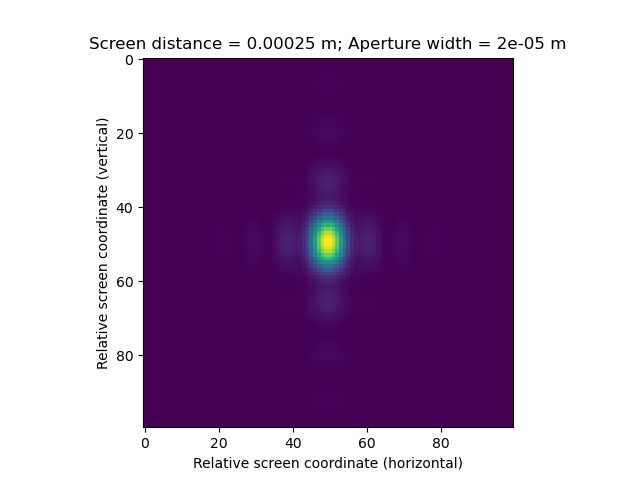 Screen distance = 0.00025 m; Aperture width = 2e-05 m
0
20
40
60
80
Relative screen coordinate (vertical)
0 20 40 60 80
Relative screen coordinate (horizontal)